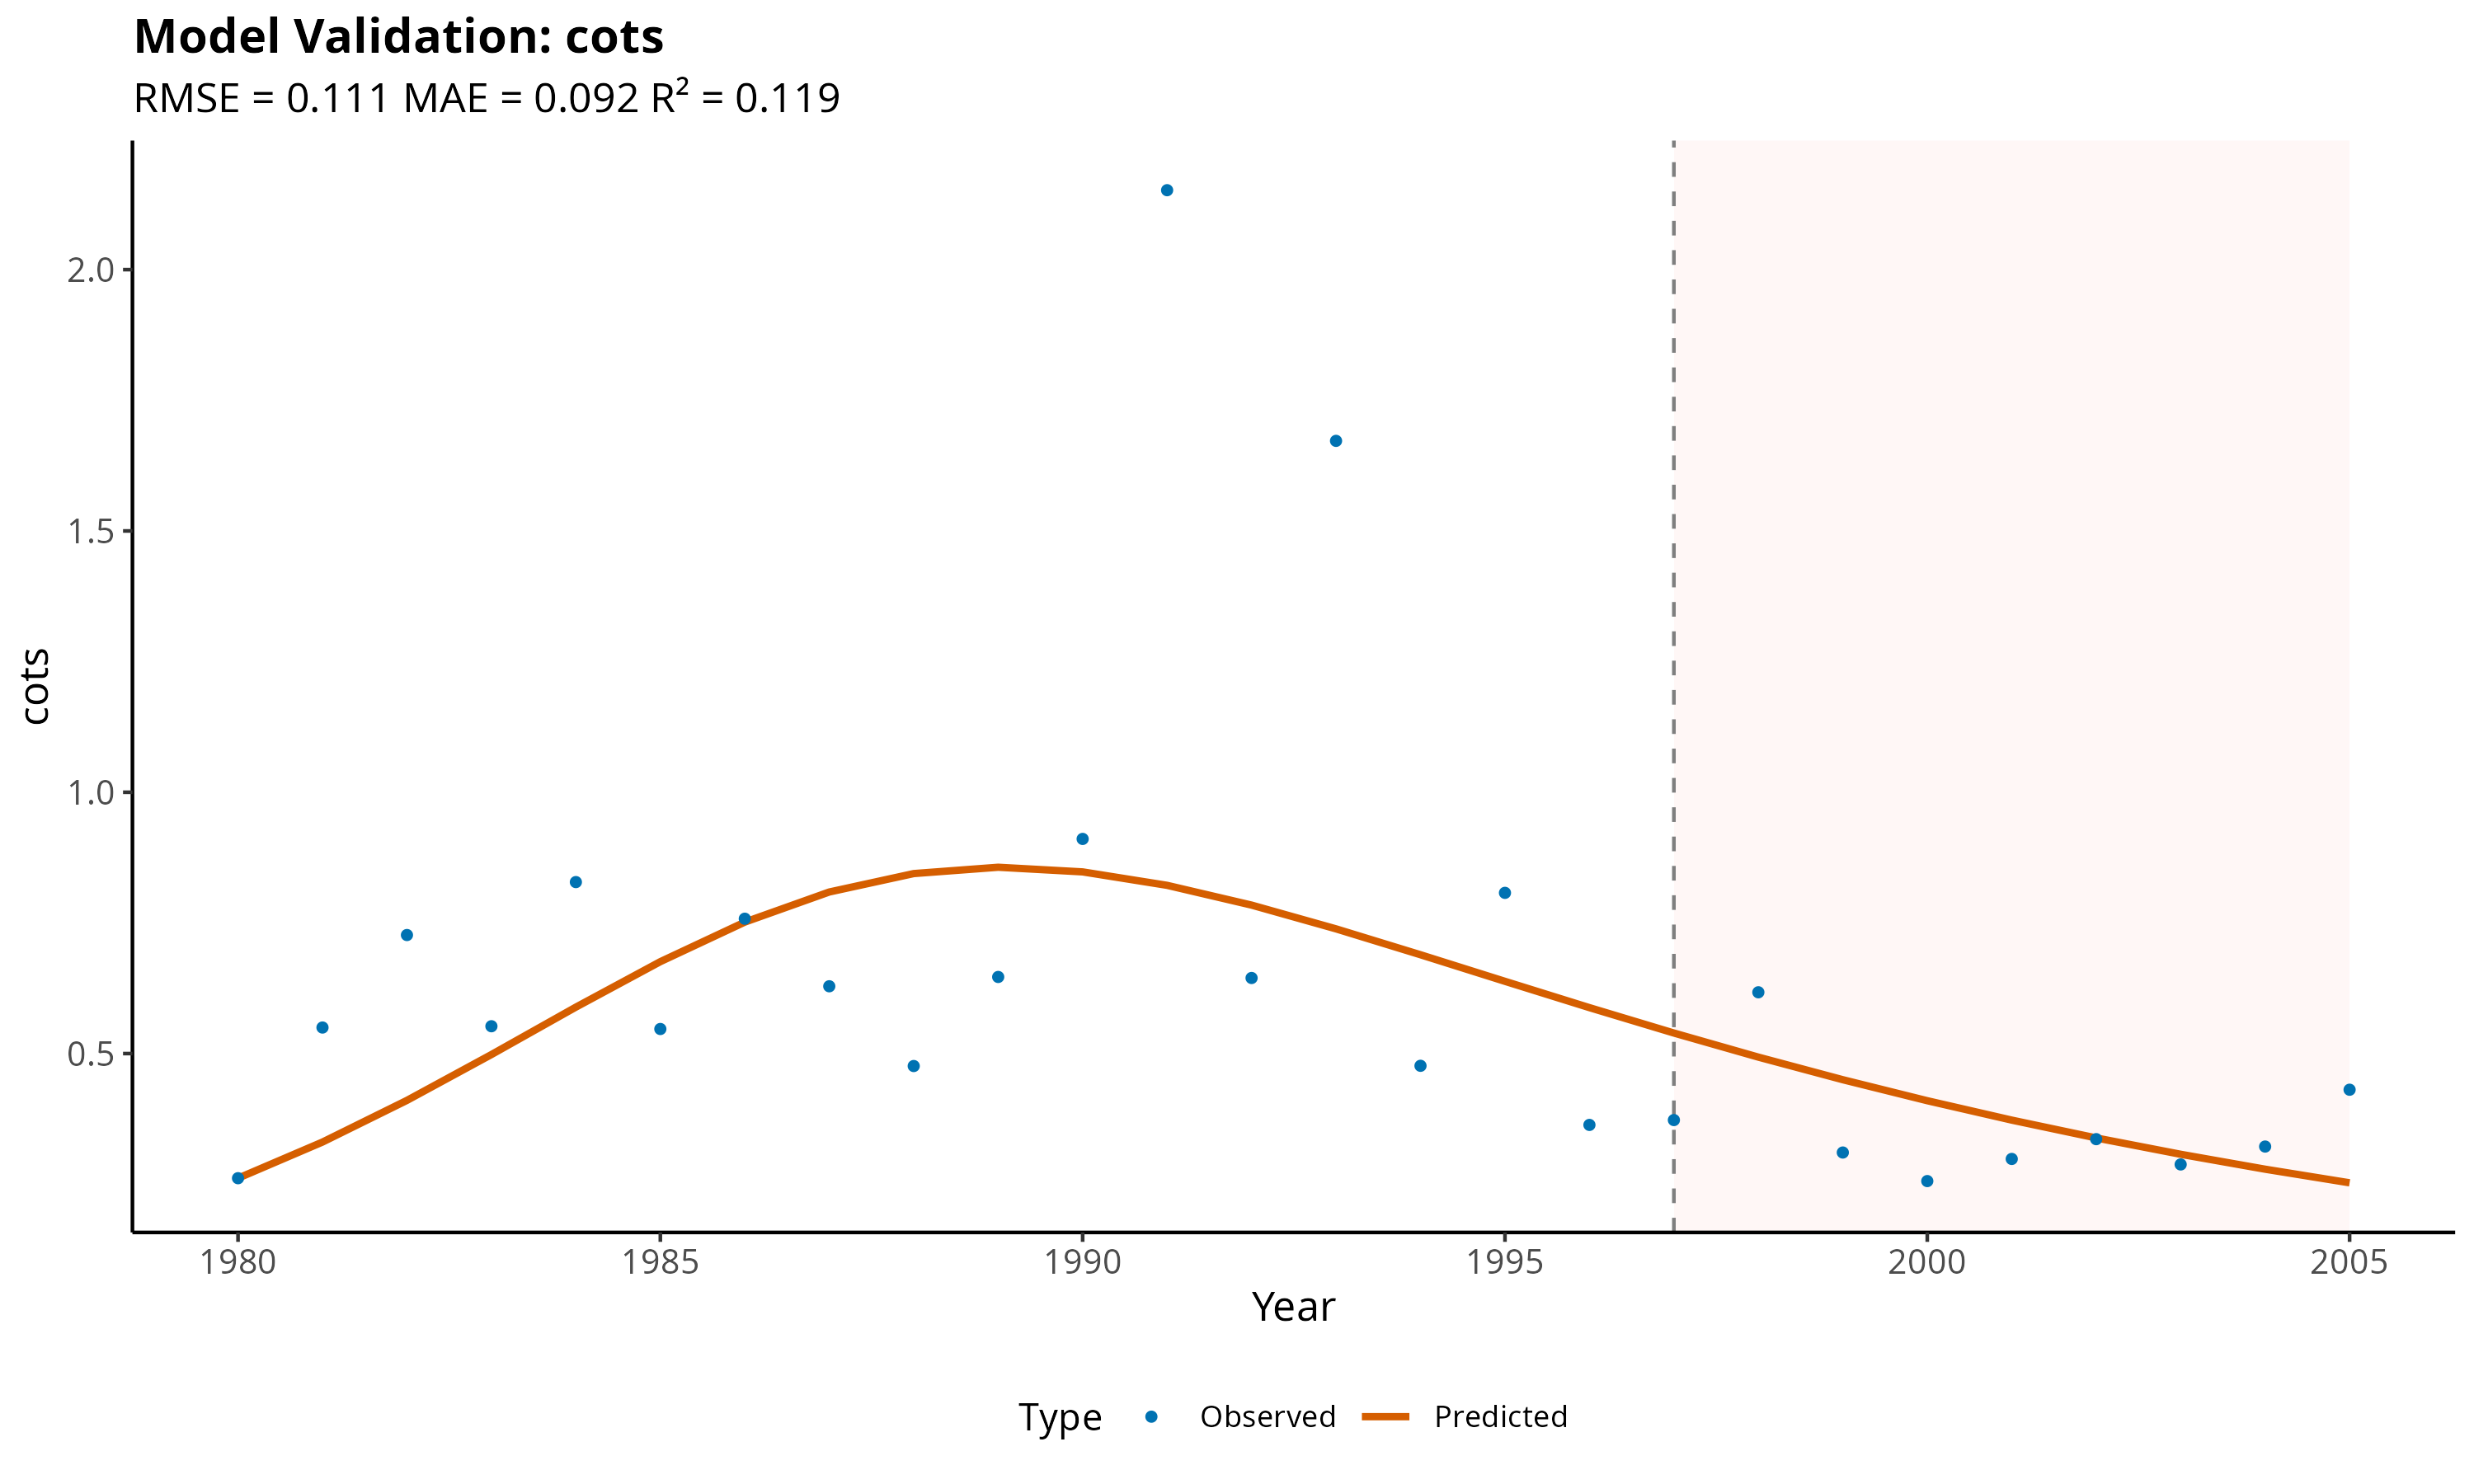 Model Validation: cots
RMSE = 0.111 MAE = 0.092 R² = 0.119
cots
2.0
1.5
1.0
0.5
1980 1985 1990 1995 2000 2005
Year
Type Observed Predicted